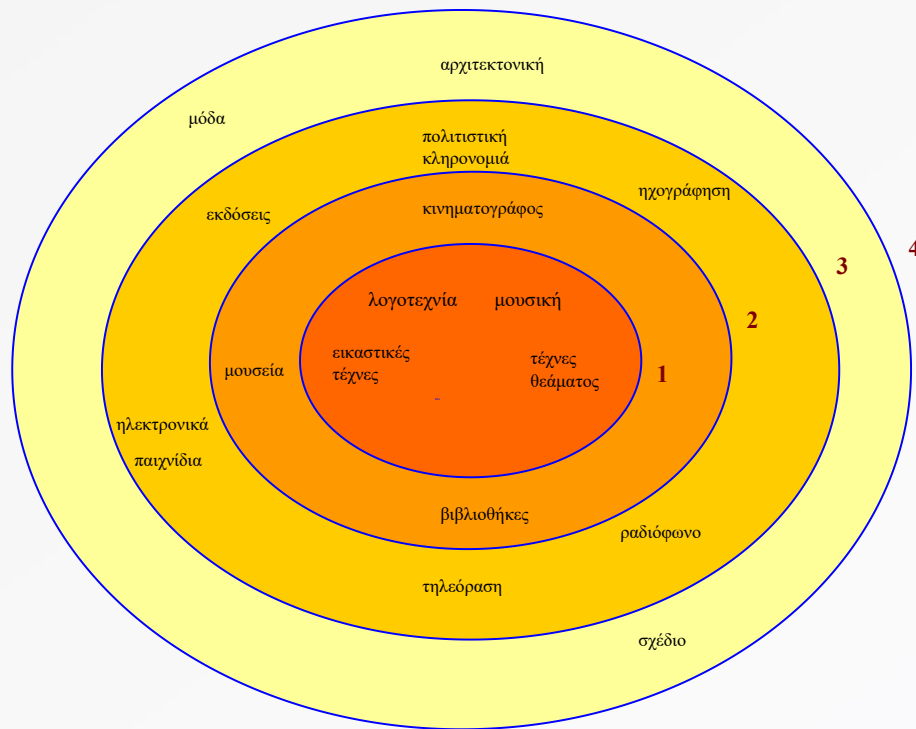 αρχιτεκτονική
μόδα
πολιτιστική
κληρονομιά
ηχογράφηση
εκδόσεις
κινηματογράφος
4
3
λογοτεχνία μουσική
2
εικαστικές
τέχνες
τέχνες
θεάματος
μουσεία
1
-
ηλεκτρονικά
παιχνίδια
βιβλιοθήκες
ραδιόφωνο
τηλεόραση
σχέδιο